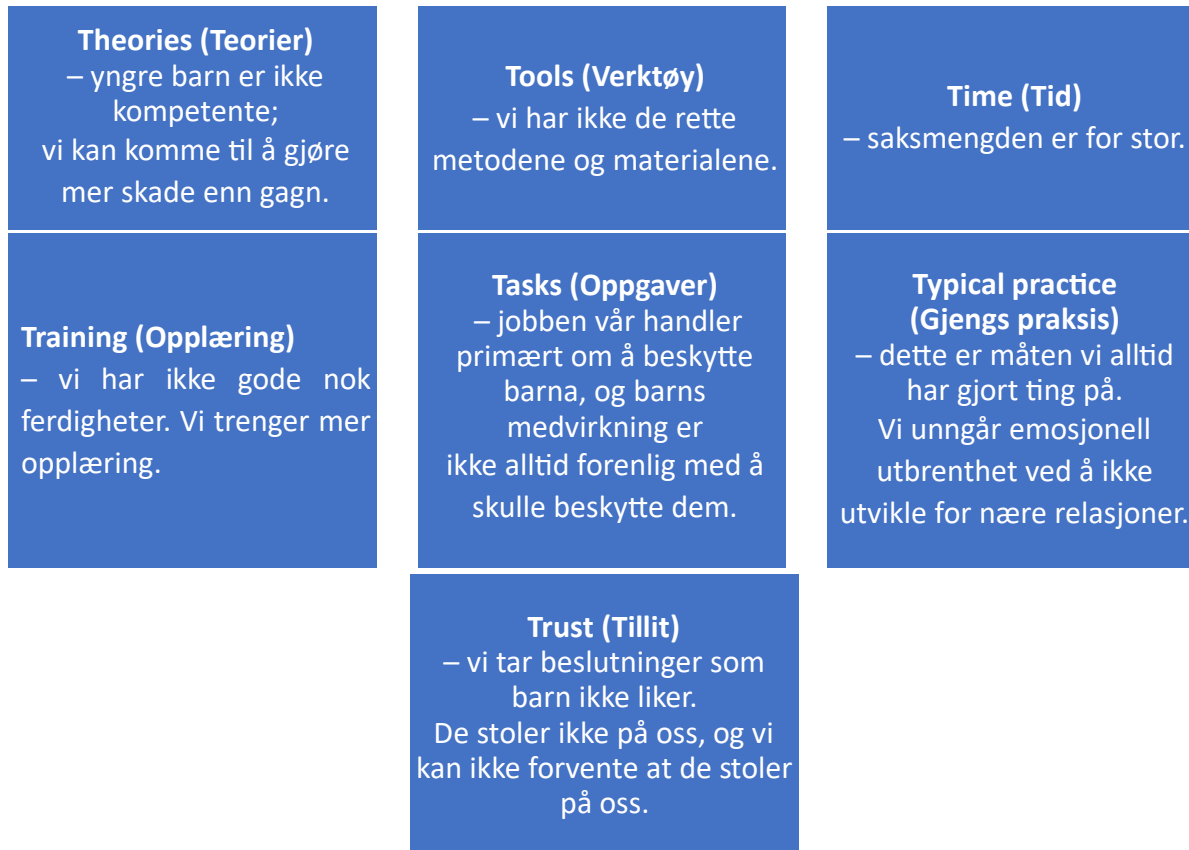 Theories (Teorier)
– yngre barn er ikke
kompetente;
vi kan komme til å gjøre
mer skade enn gagn.
Tools (Verktøy)
– vi har ikke de rette
metodene og materialene.
Time (Tid)
– saksmengden er for stor.
Training (Opplæring)
– vi har ikke gode nok
ferdigheter. Vi trenger mer
opplæring.
Tasks (Oppgaver)
– jobben vår handler
primært om å beskytte
barna, og barns
medvirkning er
ikke alltid forenlig med å
skulle beskytte dem.
Typical practice
(Gjengs praksis)
– dette er måten vi alltid
har gjort ting på.
Vi unngår emosjonell
utbrenthet ved å ikke
utvikle for nære relasjoner.
Trust (Tillit)
– vi tar beslutninger som
barn ikke liker.
De stoler ikke på oss, og vi
kan ikke forvente at de stoler
på oss.